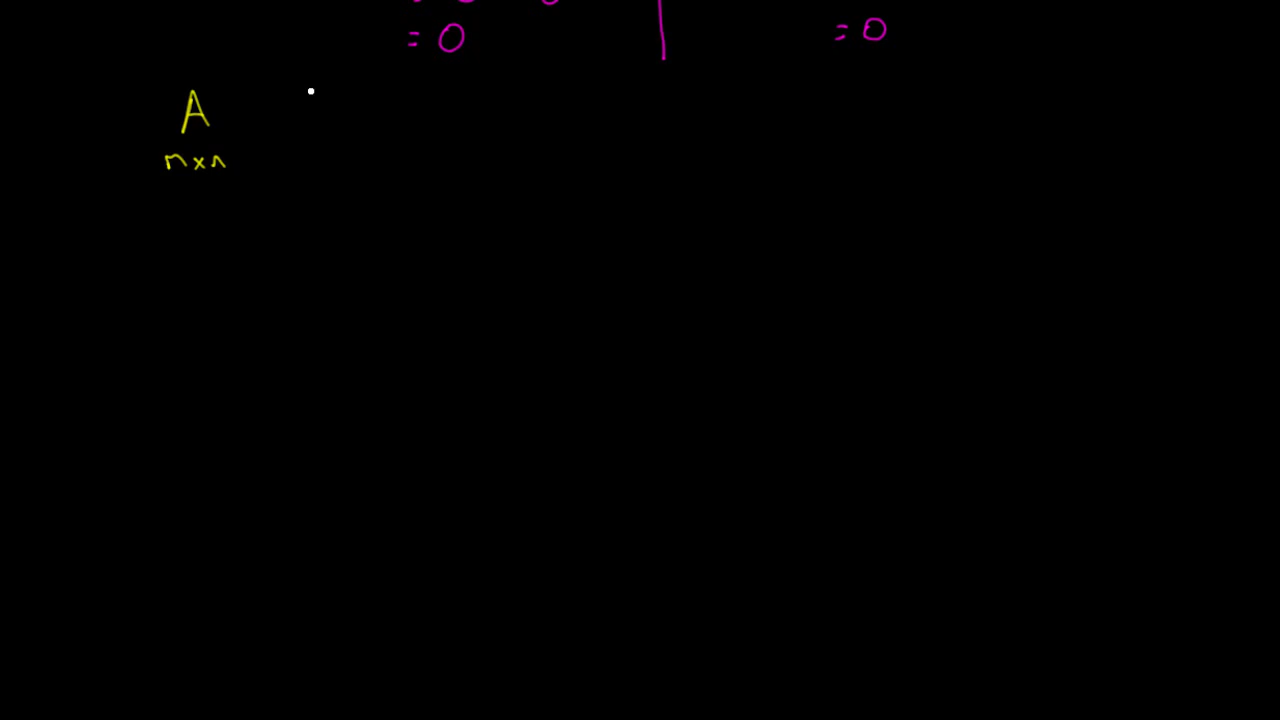 = 0 = 0
A
n×n